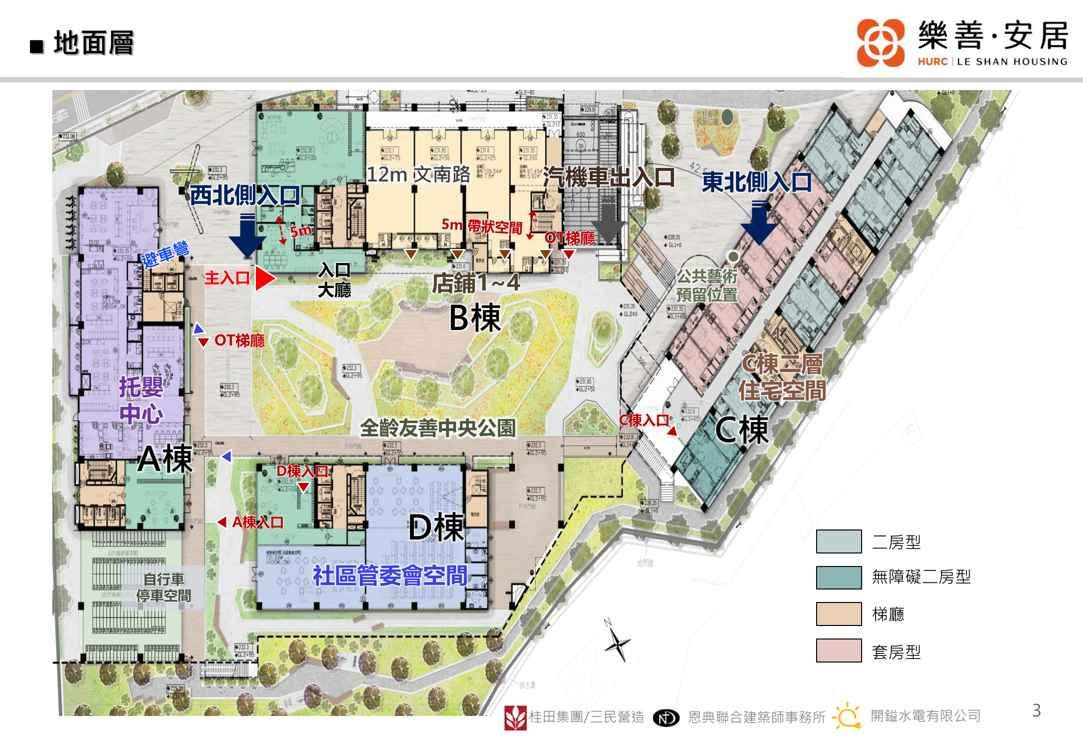 ■ 地面層
樂善·安居
HURC | LE SHAN HOUSING
12m 文南路
汽機車出入口
東北側入口
西北側入口
5m
5m 帶狀空間
OT梯廳
避車彎
主入口
入口
大廳
店鋪1~4
B棟
公共藝術
預留位置
OT梯廳
托嬰
中心
C棟二層
住宅空間
C棟入口
C棟
全齡友善中央公園
A棟
D棟入口
A棟入口
D棟
社區管委會空間
自行車
停車空間
二房型
無障礙二房型
梯廳
套房型
N
桂田集團/三民營造
恩典聯合建築師事務所
開鎰水電有限公司
3